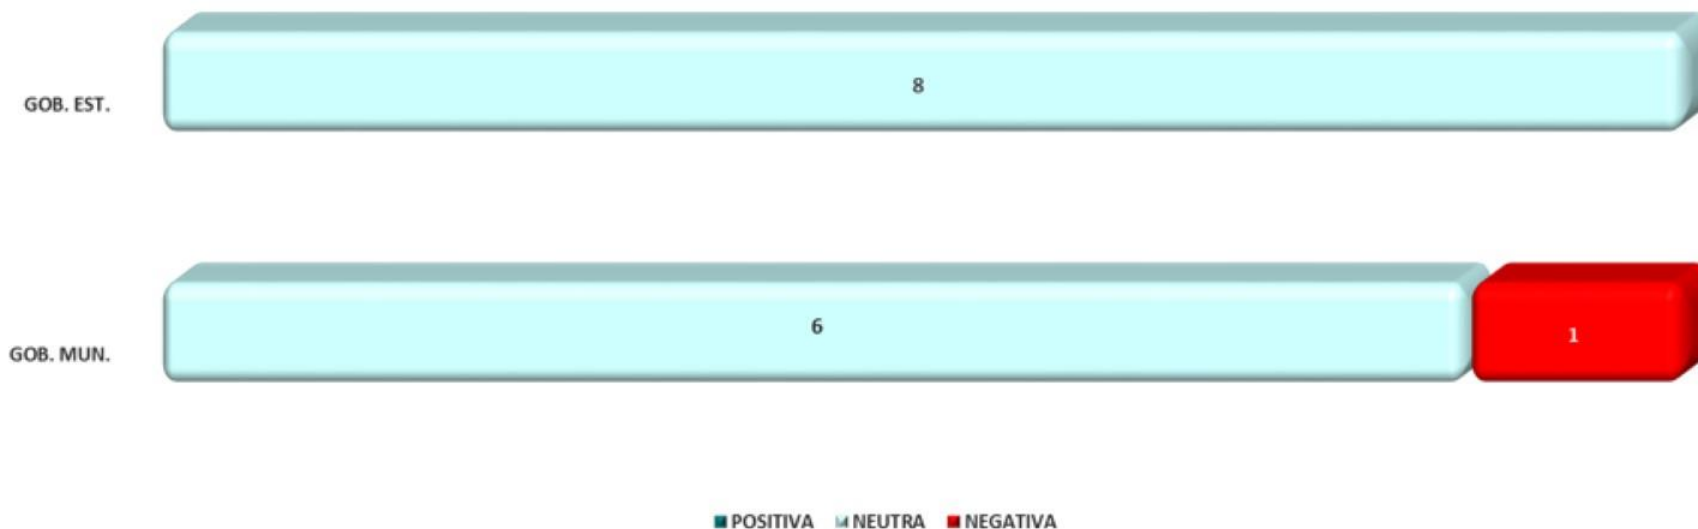 8
GOB. EST.
6
1
GOB. MUN.
POSITIVA NEUTRA NEGATIVA